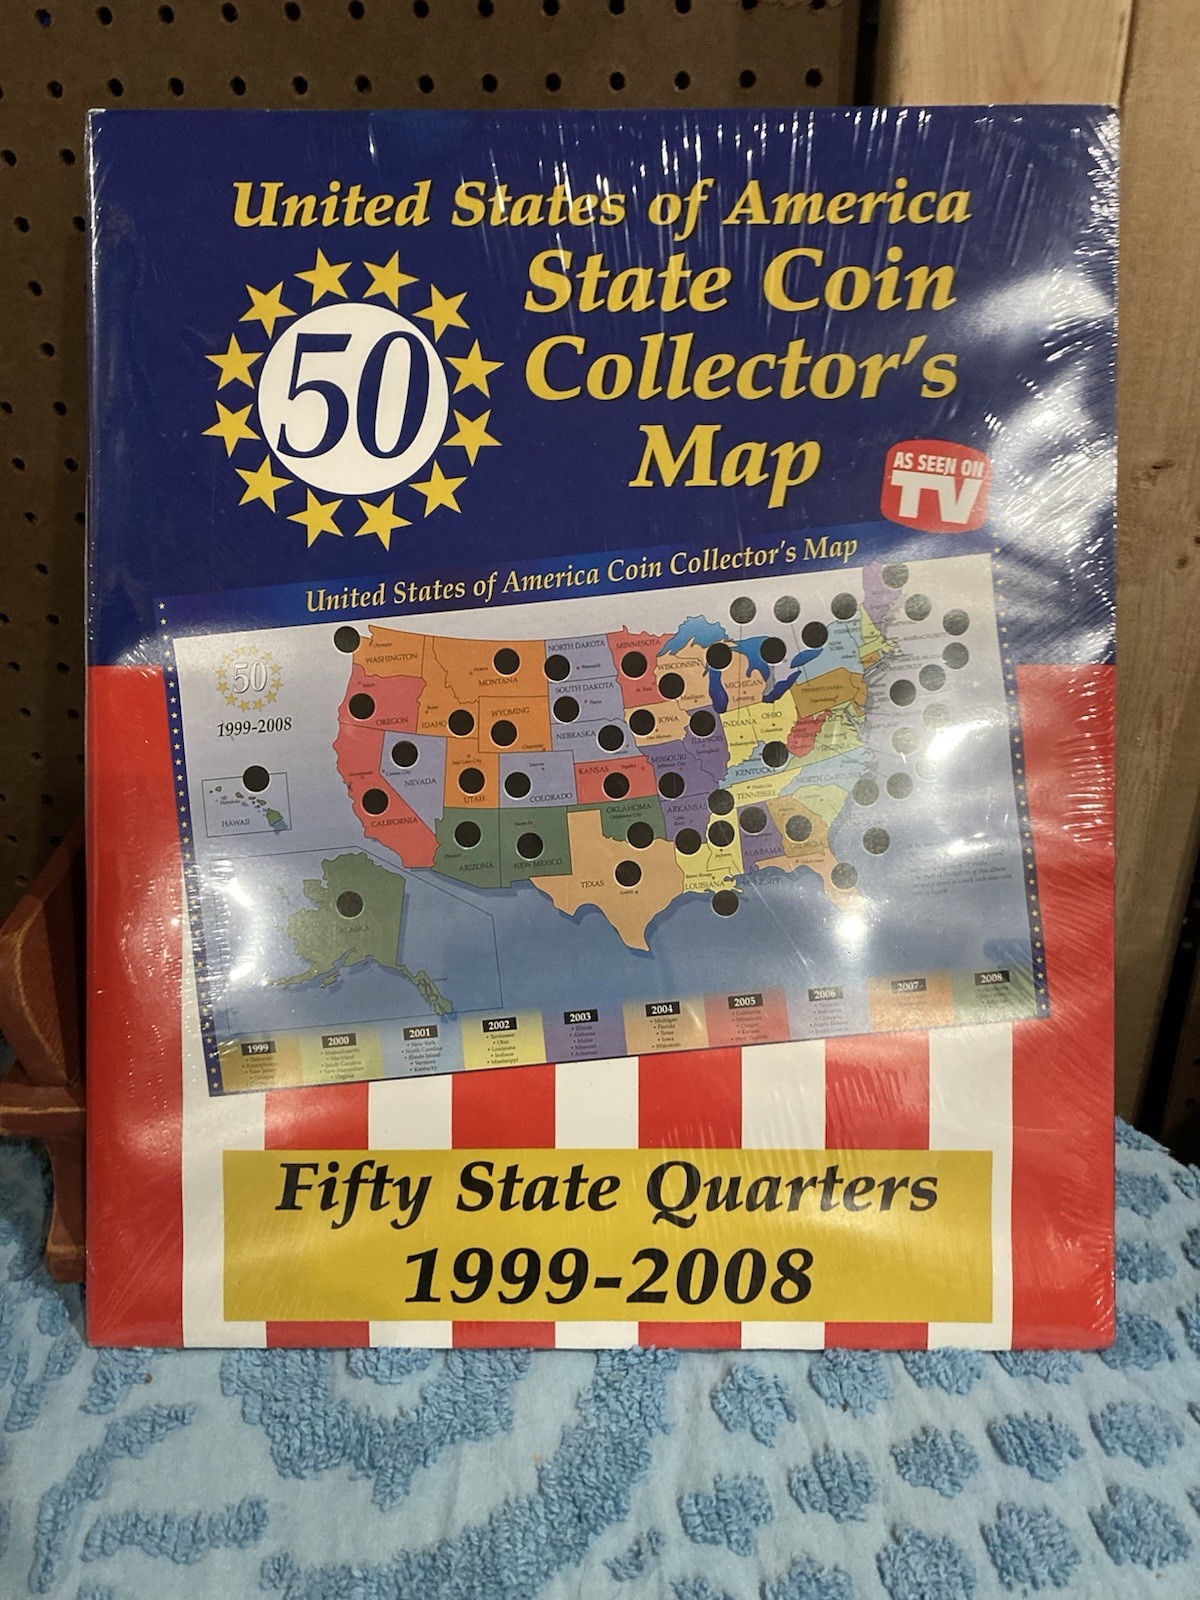 United States of America
State Coin
Collector's
Map
50
AS SEEN ON
TV
United States of America Coin Collector's Map
50
1999-2008
WASHINGTON
OREGON
IDAHO
MONTANA
WYOMING
NORTH DAKOTA
SOUTH DAKOTA
MINNESOTA
WISCONSIN
MICHIGAN
NEBRASKA
IOWA
ILLINOIS
INDIANA
OHIO
PENNSYLVANIA
NEVADA
UTAH
COLORADO
KANSAS
MISSOURI
KENTUCKY
TENNESSEE
CALIFORNIA
ARIZONA
NEW MEXICO
OKLAHOMA
ARKANSAS
TEXAS
LOUISIANA
ALABAMA
GEORGIA
HAWAII
ALASKA
1999
2000
2001
2002
2003
2004
2005
2006
2007
2008
Fifty State Quarters
1999-2008